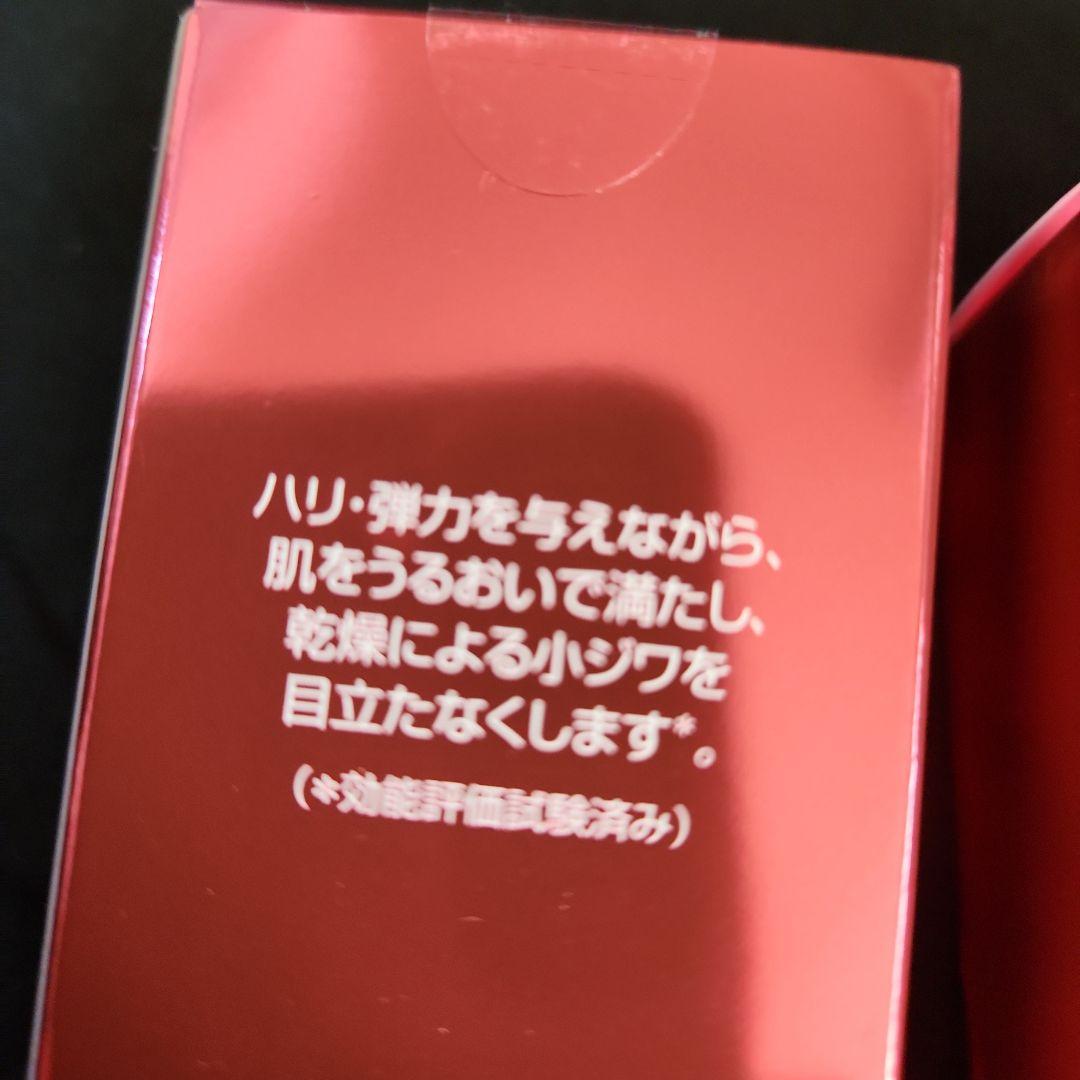 ハリ・弾力を与えながら、
肌をうるおいで満たし、
乾燥による小ジワを
目立たなくします*。
(*効能評価試験済み)